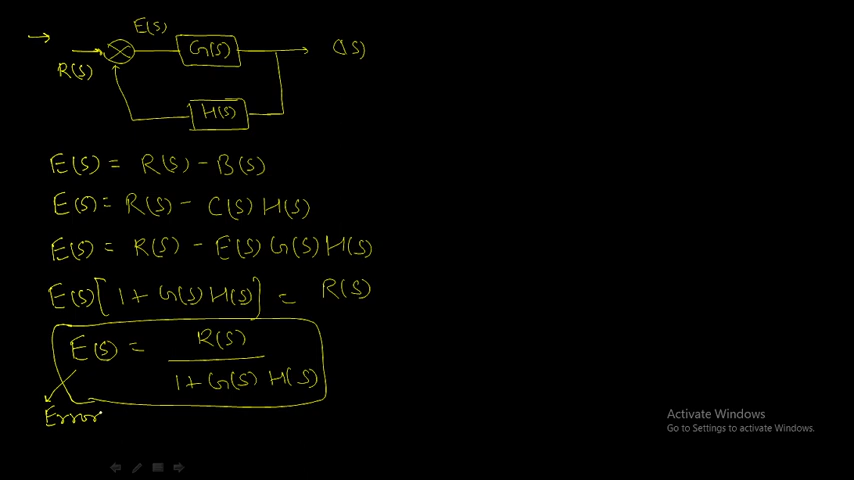 E(S)
G(S)
C(S)
R(S)
H(S)
E(S) = R(S) - B(S)
E(S) = R(S) - C(S) H(S)
E(S) = R(S) - E(S) G(S) H(S)
E(S) [ 1 + G(S) H(S) ] = R(S)
E(S) = R(S) / 1 + G(S) H(S)
Error
Activate Windows
Go to Settings to activate Windows.